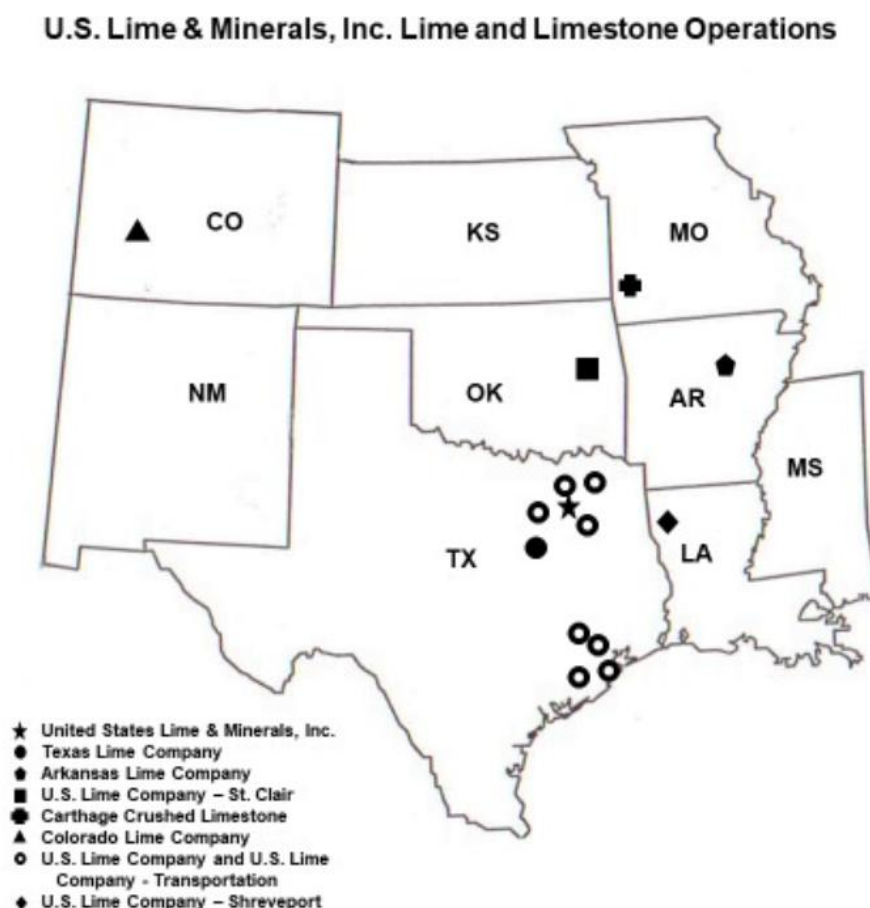 U.S. Lime & Minerals, Inc. Lime and Limestone Operations
CO
KS
MO
NM
OK
AR
MS
TX
LA
United States Lime & Minerals, Inc.
Texas Lime Company
Arkansas Lime Company
U.S. Lime Company – St. Clair
Carthage Crushed Limestone
Colorado Lime Company
U.S. Lime Company and U.S. Lime
Company - Transportation
U.S. Lime Company – Shreveport